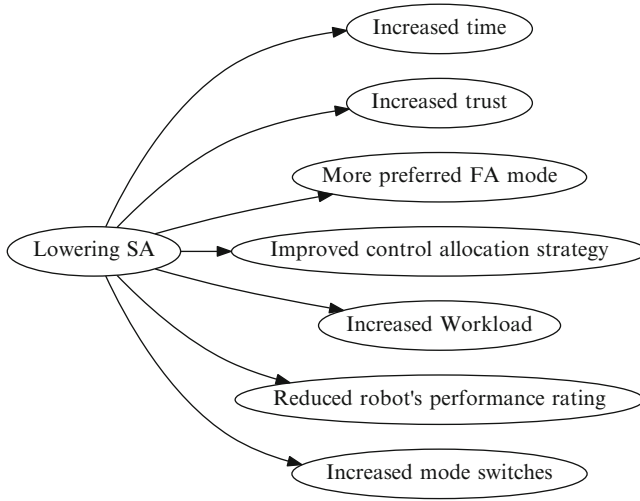 Increased time
Increased trust
More preferred FA mode
Lowering SA
Improved control allocation strategy
Increased Workload
Reduced robot's performance rating
Increased mode switches